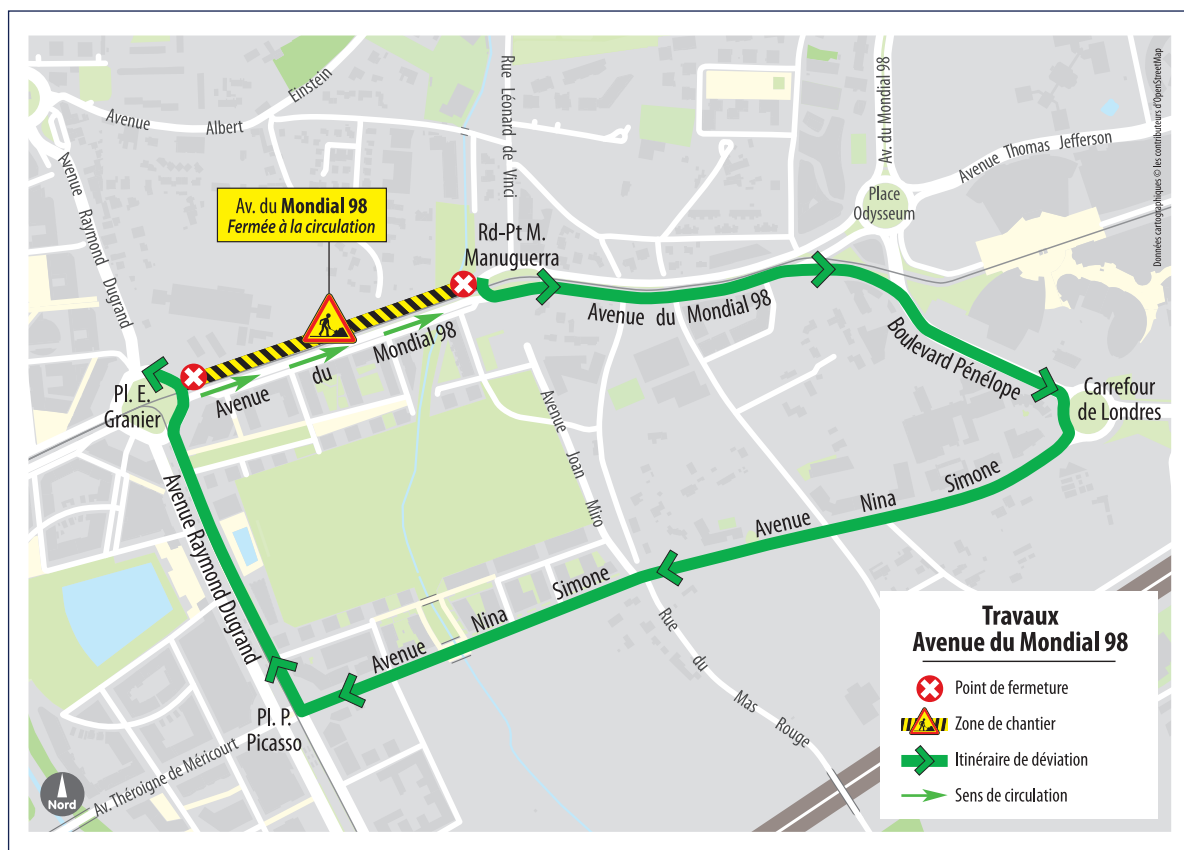 Avenue Albert Einstein
Avenue Raymond Dugrand
Rue Léonard de Vinci
Av. du Mondial 98
Avenue Thomas Jefferson
Données cartographiques © les contributeurs d'OpenStreetMap
Place
Odysseum
Av. du Mondial 98
Fermée à la circulation
Rd-Pt M.
Manuguerra
Avenue du Mondial 98
Avenue du Mondial 98
Boulevard Pénélope
Carrefour
de Londres
Pl. E.
Granier
Avenue Joan Miro
Avenue Nina Simone
Avenue Nina Simone
Avenue Raymond Dugrand
Rue du Mas Rouge
Pl. P.
Picasso
Av. Théroigne de Méricourt
Nord
Travaux
Avenue du Mondial 98
Point de fermeture
Zone de chantier
Itinéraire de déviation
Sens de circulation